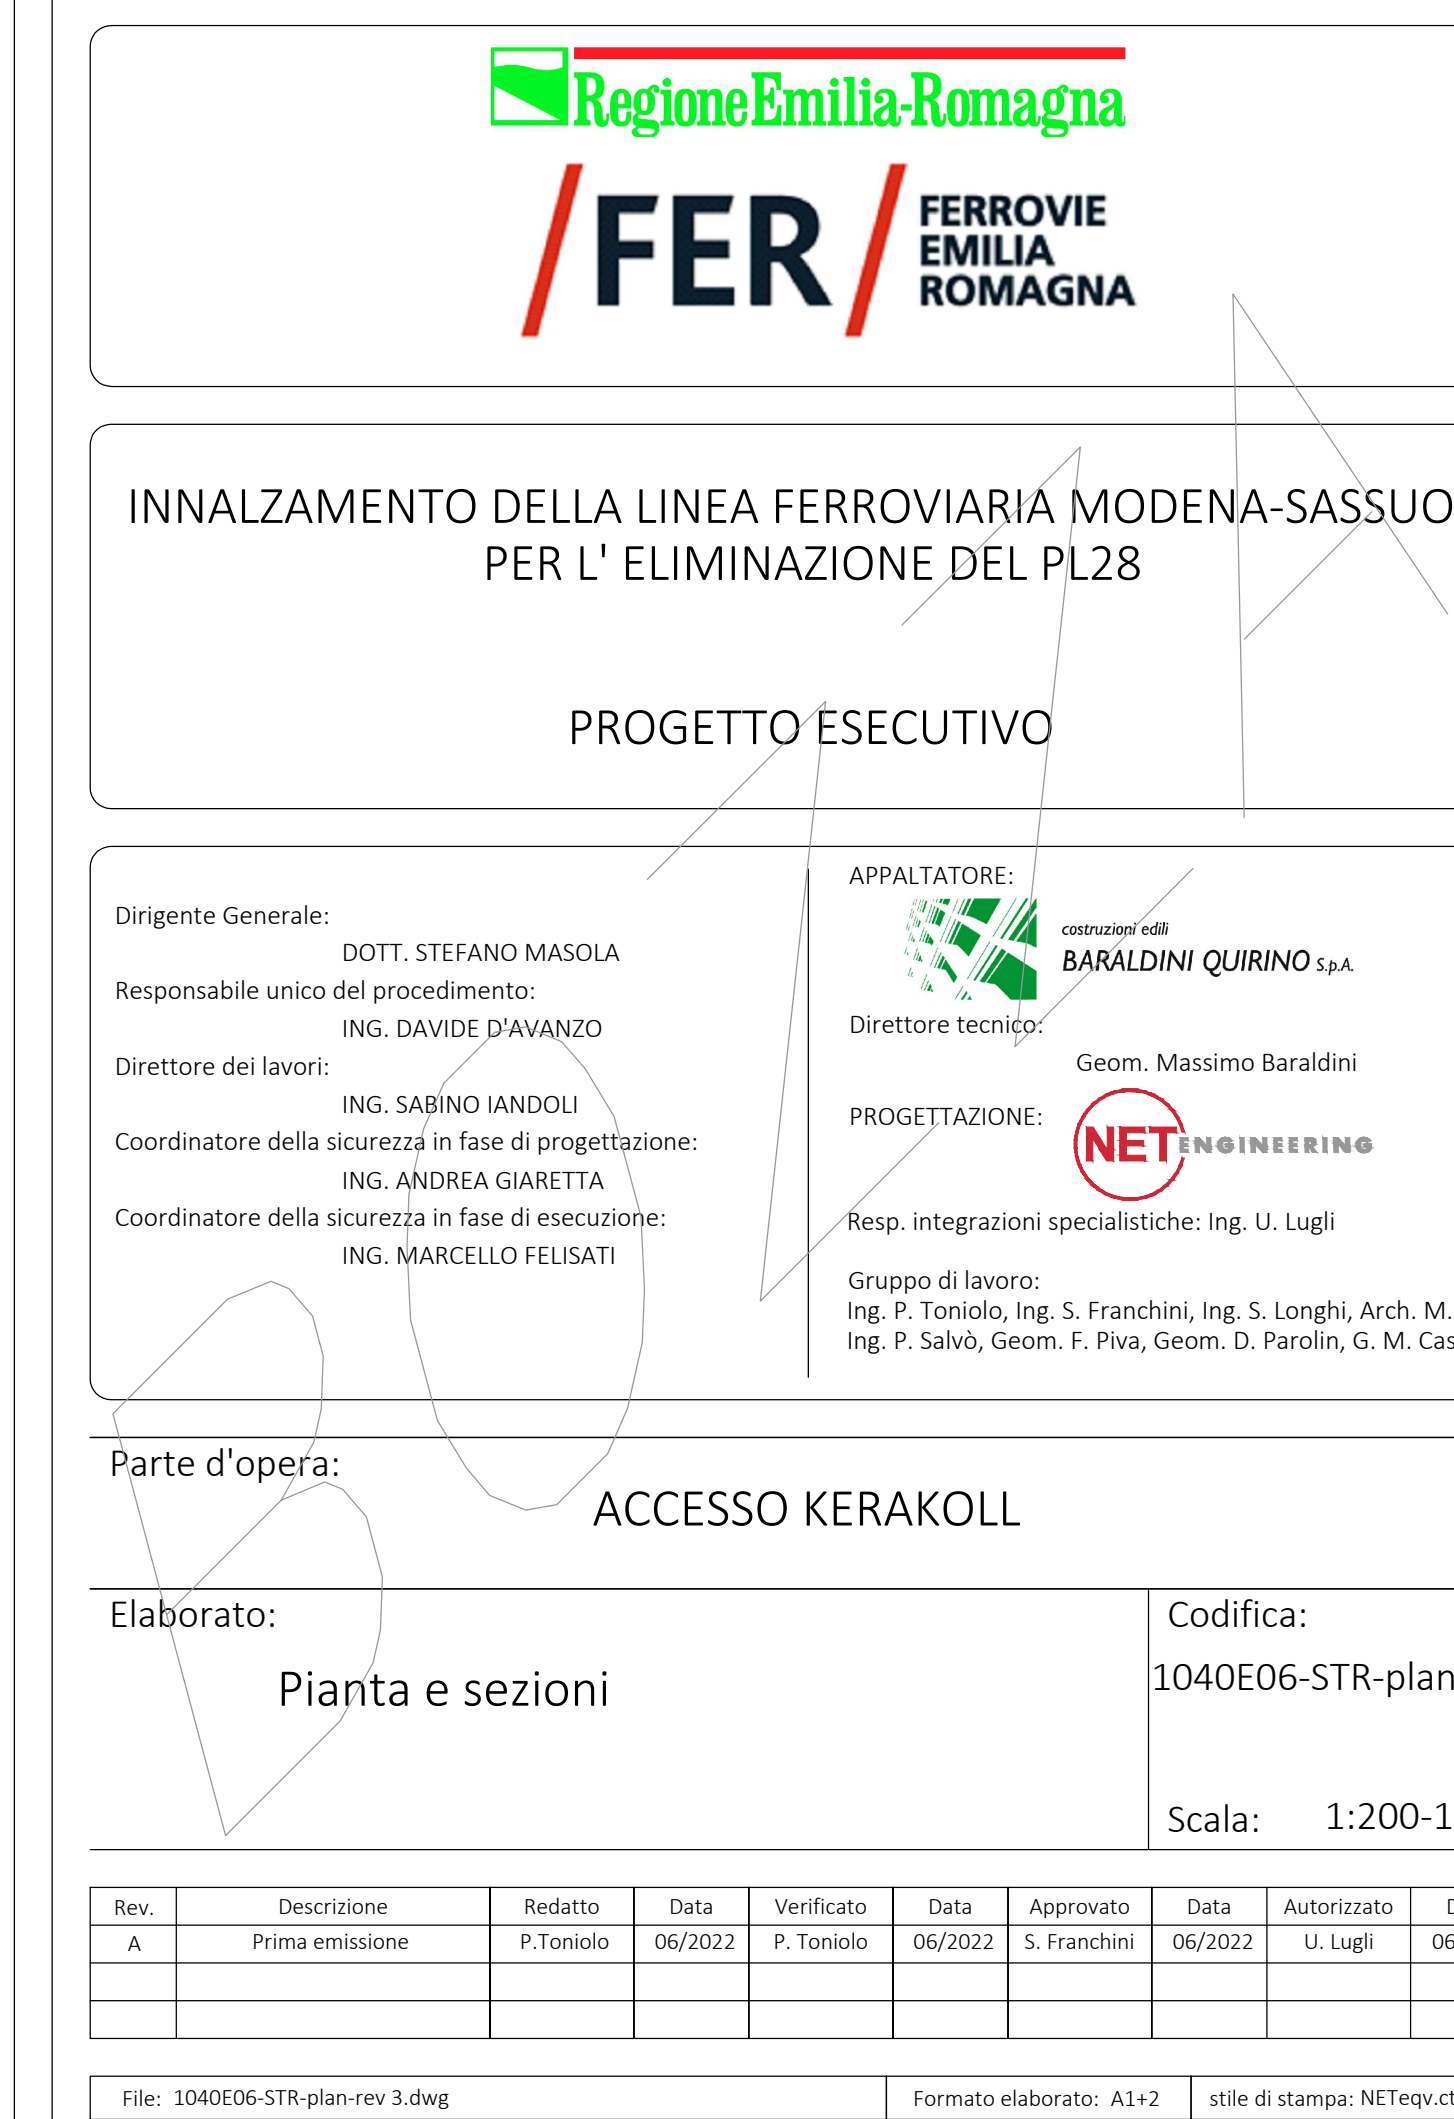 RegioneEmilia-Romagna
/FER/ FERROVIE
EMILIA
ROMAGNA
INNALZAMENTO DELLA LINEA FERROVIARIA MODENA-SASSUO
PER L' ELIMINAZIONE DEL PL28
PROGETTO ESECUTIVO
Dirigente Generale:
DOTT. STEFANO MASOLA
Responsabile unico del procedimento:
ING. DAVIDE D'AVANZO
Direttore dei lavori:
ING. SABINO IANDOLI
Coordinatore della sicurezza in fase di progettazione:
ING. ANDREA GIARETTA
Coordinatore della sicurezza in fase di esecuzione:
ING. MARCELLO FELISATI
APPALTATORE:
costruzioni edili
BARALDINI QUIRINO S.p.A.
Direttore tecnico:
Geom. Massimo Baraldini
PROGETTAZIONE:
NET ENGINEERING
Resp. integrazioni specialistiche: Ing. U. Lugli
Gruppo di lavoro:
Ing. P. Toniolo, Ing. S. Franchini, Ing. S. Longhi, Arch. M.
Ing. P. Salvò, Geom. F. Piva, Geom. D. Parolin, G. M. Cas
BOZZA
Parte d'opera:
ACCESSO KERAKOLL
Elaborato:
Pianta e sezioni
Codifica:
1040E06-STR-plan
Scala: 1:200-1
Rev. Descrizione Redatto Data Verificato Data Approvato Data Autorizzato
A Prima emissione P.Toniolo 06/2022 P. Toniolo 06/2022 S. Franchini 06/2022 U. Lugli 06
File: 1040E06-STR-plan-rev 3.dwg Formato elaborato: A1+2 stile di stampa: NETeqv.ct